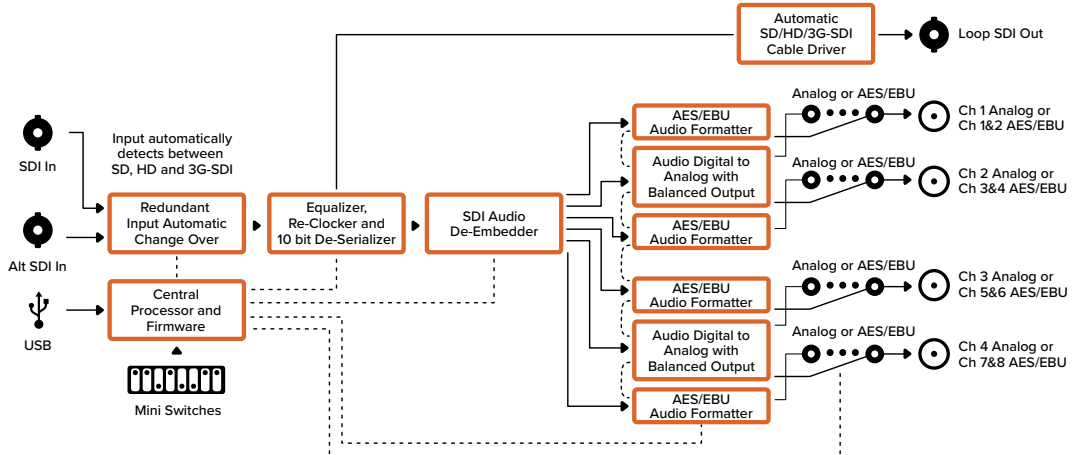 Automatic
SD/HD/3G-SDI
Cable Driver
Loop SDI Out
SDI In
Input automatically
detects between
SD, HD and 3G-SDI
Alt SDI In
Redundant
Input Automatic
Change Over
Equalizer,
Re-Clocker and
10 bit De-Serializer
SDI Audio
De-Embedder
USB
Central
Processor and
Firmware
Mini Switches
AES/EBU
Audio Formatter
Audio Digital to
Analog with
Balanced Output
AES/EBU
Audio Formatter
AES/EBU
Audio Formatter
Audio Digital to
Analog with
Balanced Output
AES/EBU
Audio Formatter
Analog or AES/EBU
Ch 1 Analog or
Ch 1&2 AES/EBU
Analog or AES/EBU
Ch 2 Analog or
Ch 3&4 AES/EBU
Analog or AES/EBU
Ch 3 Analog or
Ch 5&6 AES/EBU
Analog or AES/EBU
Ch 4 Analog or
Ch 7&8 AES/EBU